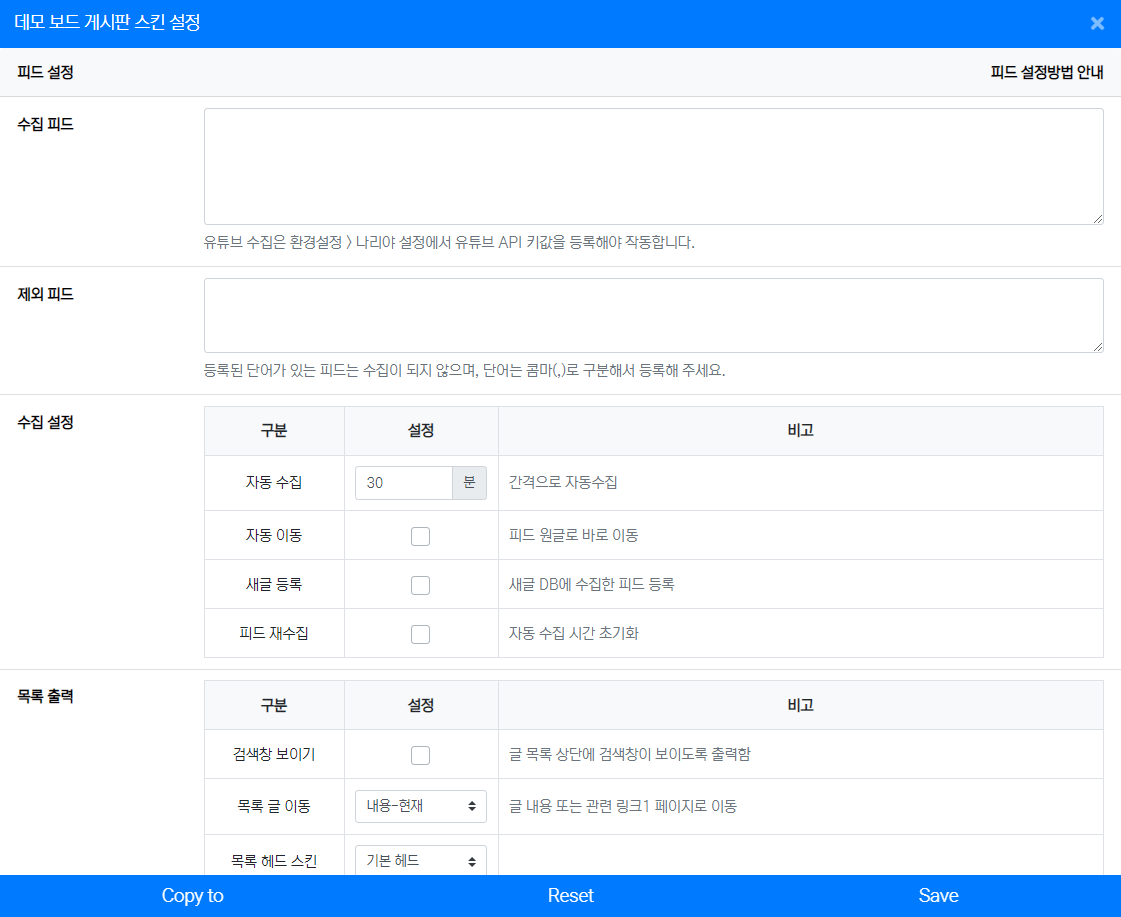 데모 보드 게시판 스킨 설정 ×
피드 설정 피드 설정방법 안내
수집 피드
유튜브 수집은 환경설정 > 나리야 설정에서 유튜브 API 키값을 등록해야 작동합니다.
제외 피드
등록된 단어가 있는 피드는 수집이 되지 않으며, 단어는 콤마(,)로 구분해서 등록해 주세요.
수집 설정
구분 설정 비고
자동 수집 30 분 간격으로 자동수집
자동 이동 피드 원글로 바로 이동
새글 등록 새글 DB에 수집한 피드 등록
피드 재수집 자동 수집 시간 초기화
목록 출력
구분 설정 비고
검색창 보이기 글 목록 상단에 검색창이 보이도록 출력함
목록 글 이동 내용-현재 글 내용 또는 관련 링크1 페이지로 이동
목록 헤드 스킨 기본 헤드
Copy to Reset Save